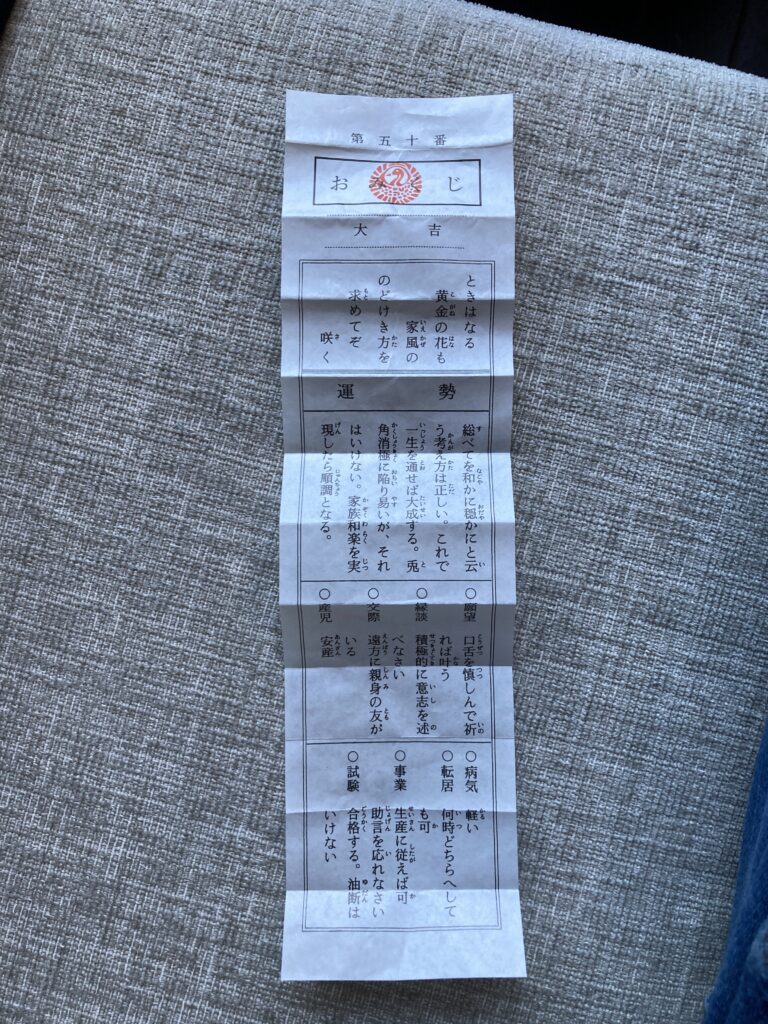 第五十番
おみくじ
大吉
ときはなる
黄金の花も
家風の
のどけき方を
求めてぞ
咲く
運勢
総べてを和かに穏かにと云
う考え方は正しい。これで
一生を通せば大成する。兎
角消極に陥り易いが、それ
はいけない。家族和楽を実
現したら順調となる。
○願望 口舌を慎しんで祈
れば叶う
○縁談 積極的に意志を述
べなさい
○交際 遠方に親身の友が
いる
○産児 安産
○病気 軽い
○転居 何時どちらへして
も可
○事業 生産に従えば可
助言を応れなさい
○試験 合格する。油断は
いけない